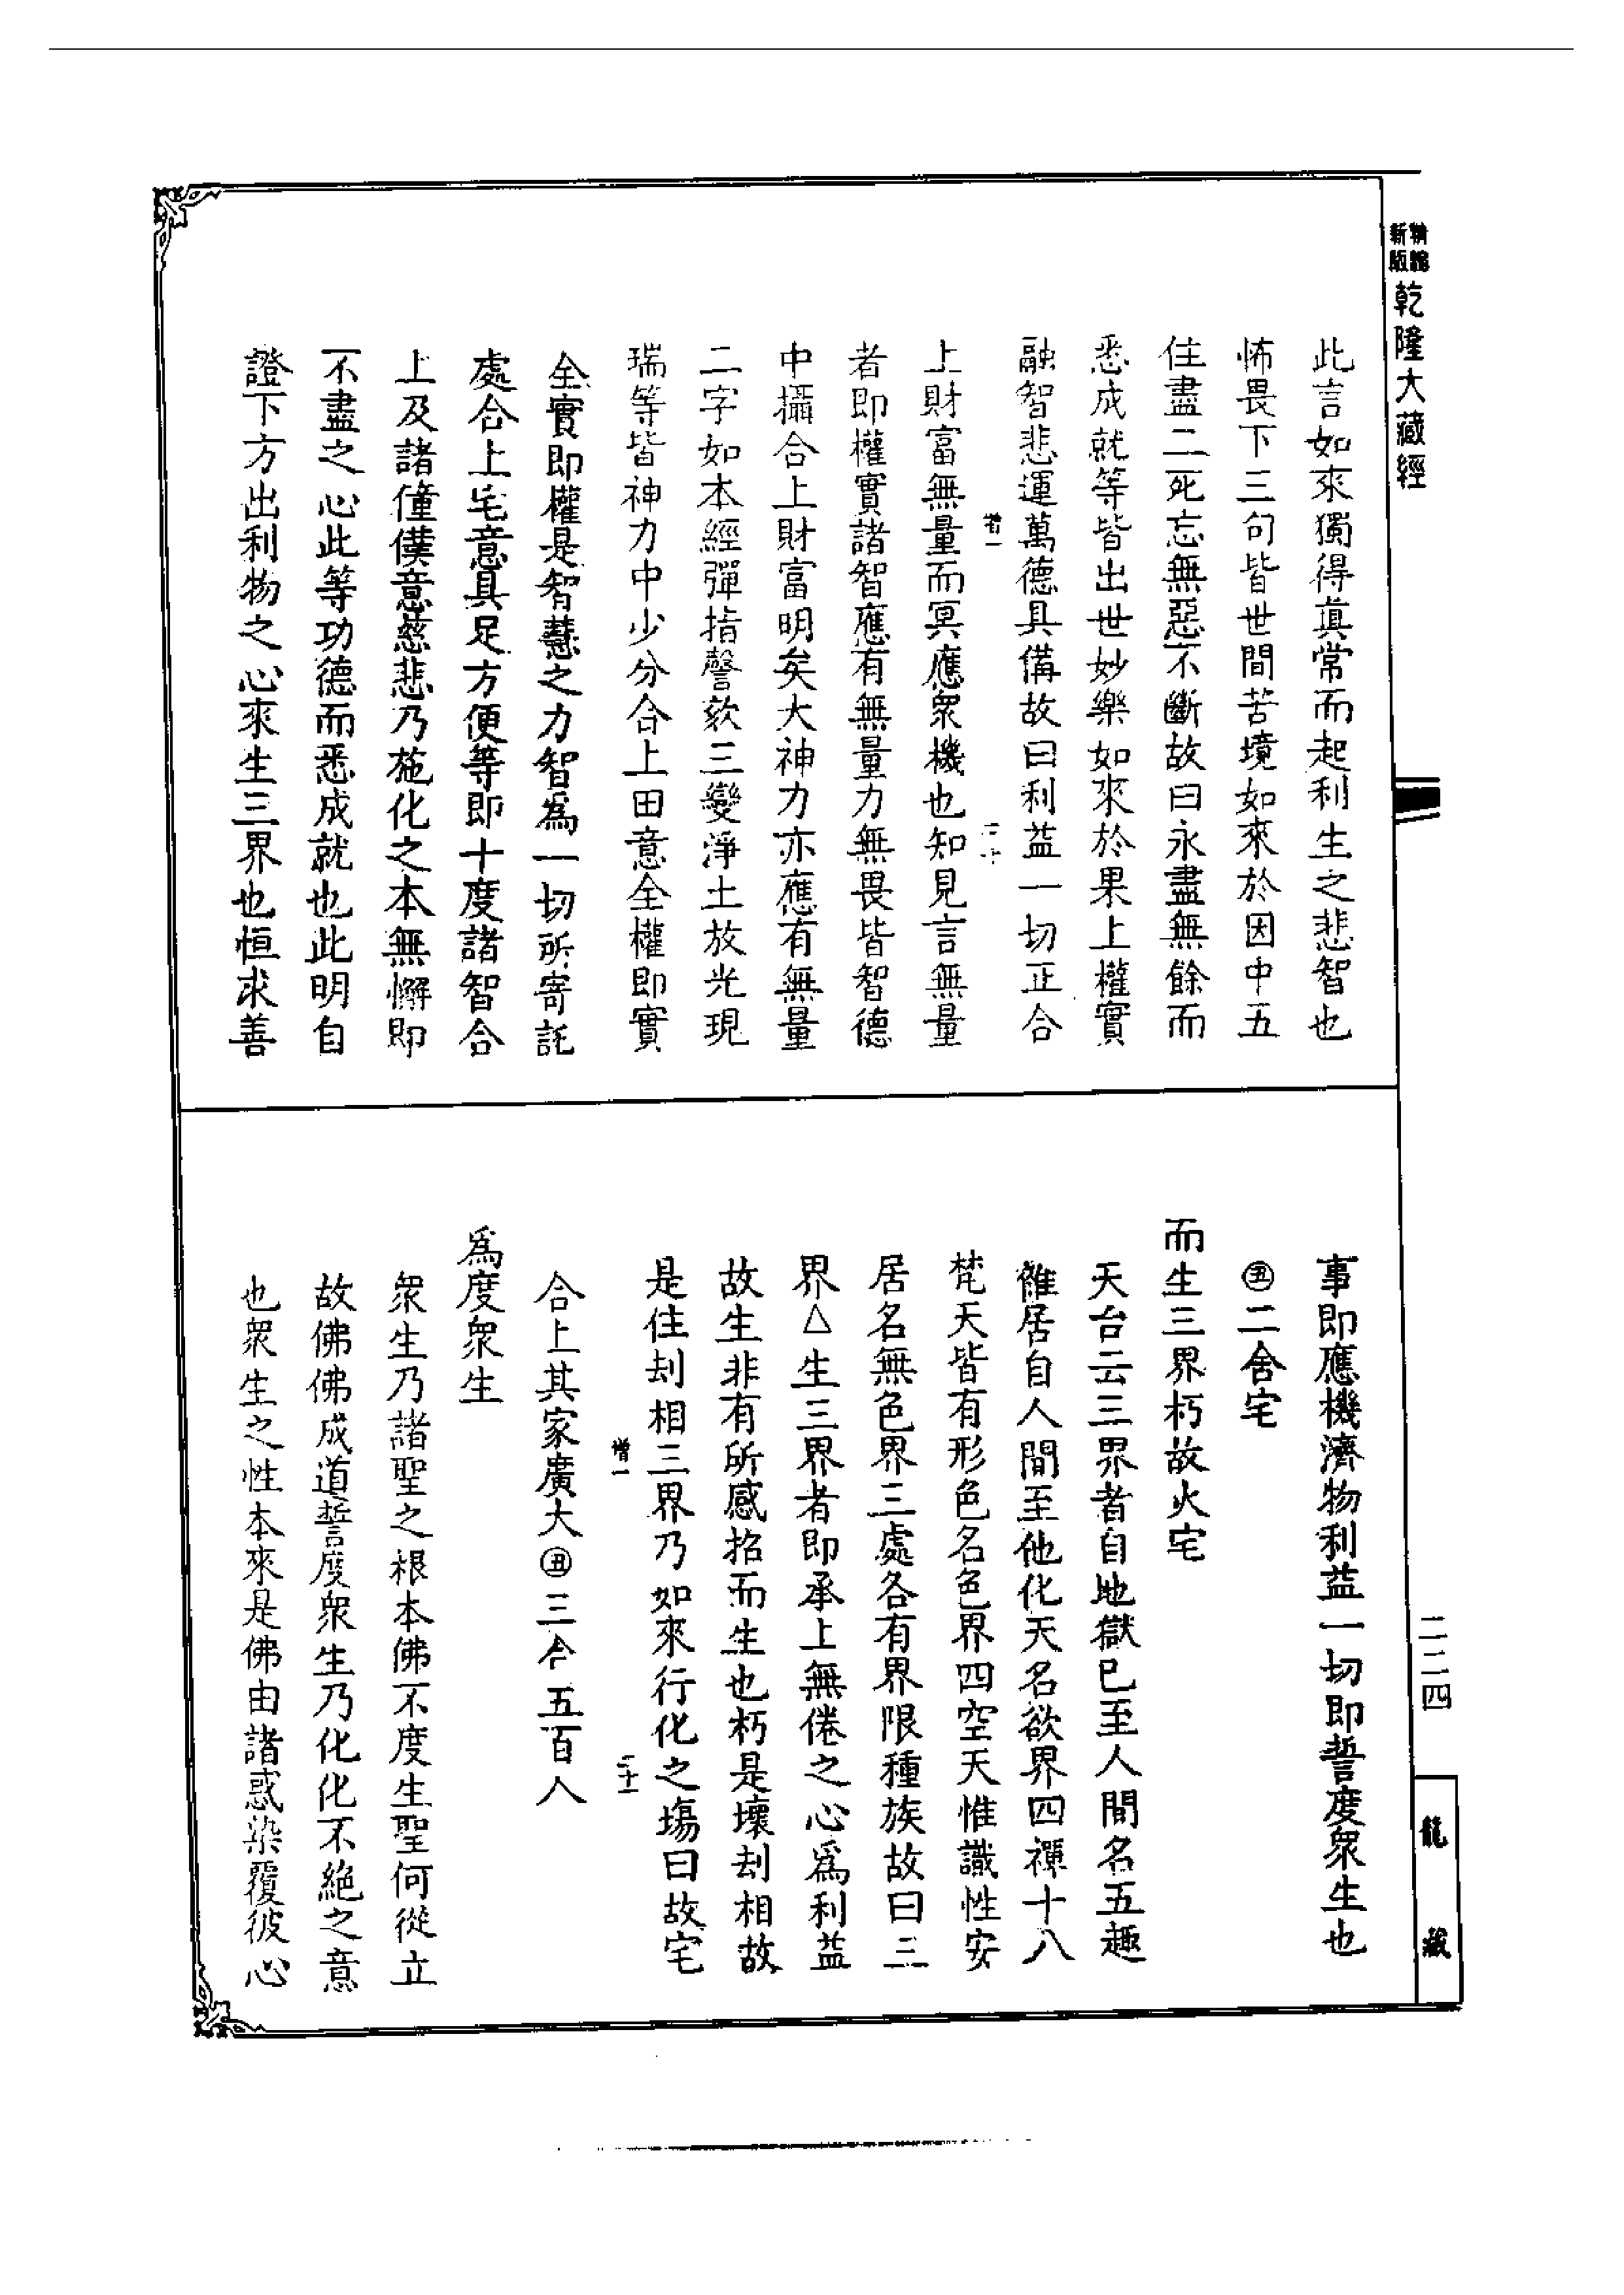 精縮新版
乾隆大藏經
此言如來獨得眞常而起利生之悲智也
怖畏下三句皆世間苦境如來於因中五
住盡二死忘無惡不斷故曰永盡無餘而
悉成就等皆出世妙樂如來於果上權實
融智悲運萬德具備故曰利益一切正合
增一
二十
上財富無量而冥應衆機也知見言無量
者即權實諸智應有無量力無畏皆智德
中攝合上財富明矣大神力亦應有無量
二字如本經彈指謦欬三變淨土放光現
瑞等皆神力中少分合上田意全權即實
全實即權是智慧之力智爲一切所寄託
處合上宅意具足方便等即十度諸智合
上及諸僮僕意慈悲乃施化之本無懈即
不盡之心此等功德而悉成就也此明自
證下方出利物之心來生三界也恒求善
事即應機濟物利益一切即誓度衆生也
㊄二舍宅
而生三界朽故火宅
天台云三界者自地獄已至人間名五趣
雜居自人間至他化天名欲界四禪十八
梵天皆有形色名色界四空天惟識性安
居名無色界三處各有界限種族故曰三
界△生三界者即承上無倦之心爲利益
故生非有所感招而生也朽是壞刦相故
是住刦相三界乃如來行化之塲曰故宅
增一
二十一
合上其家廣大㊄三合五百人
爲度衆生
衆生乃諸聖之根本佛不度生聖何從立
故佛佛成道誓度衆生乃化化不絶之意
也衆生之性本來是佛由諸惑染覆彼心
二二四
龍藏